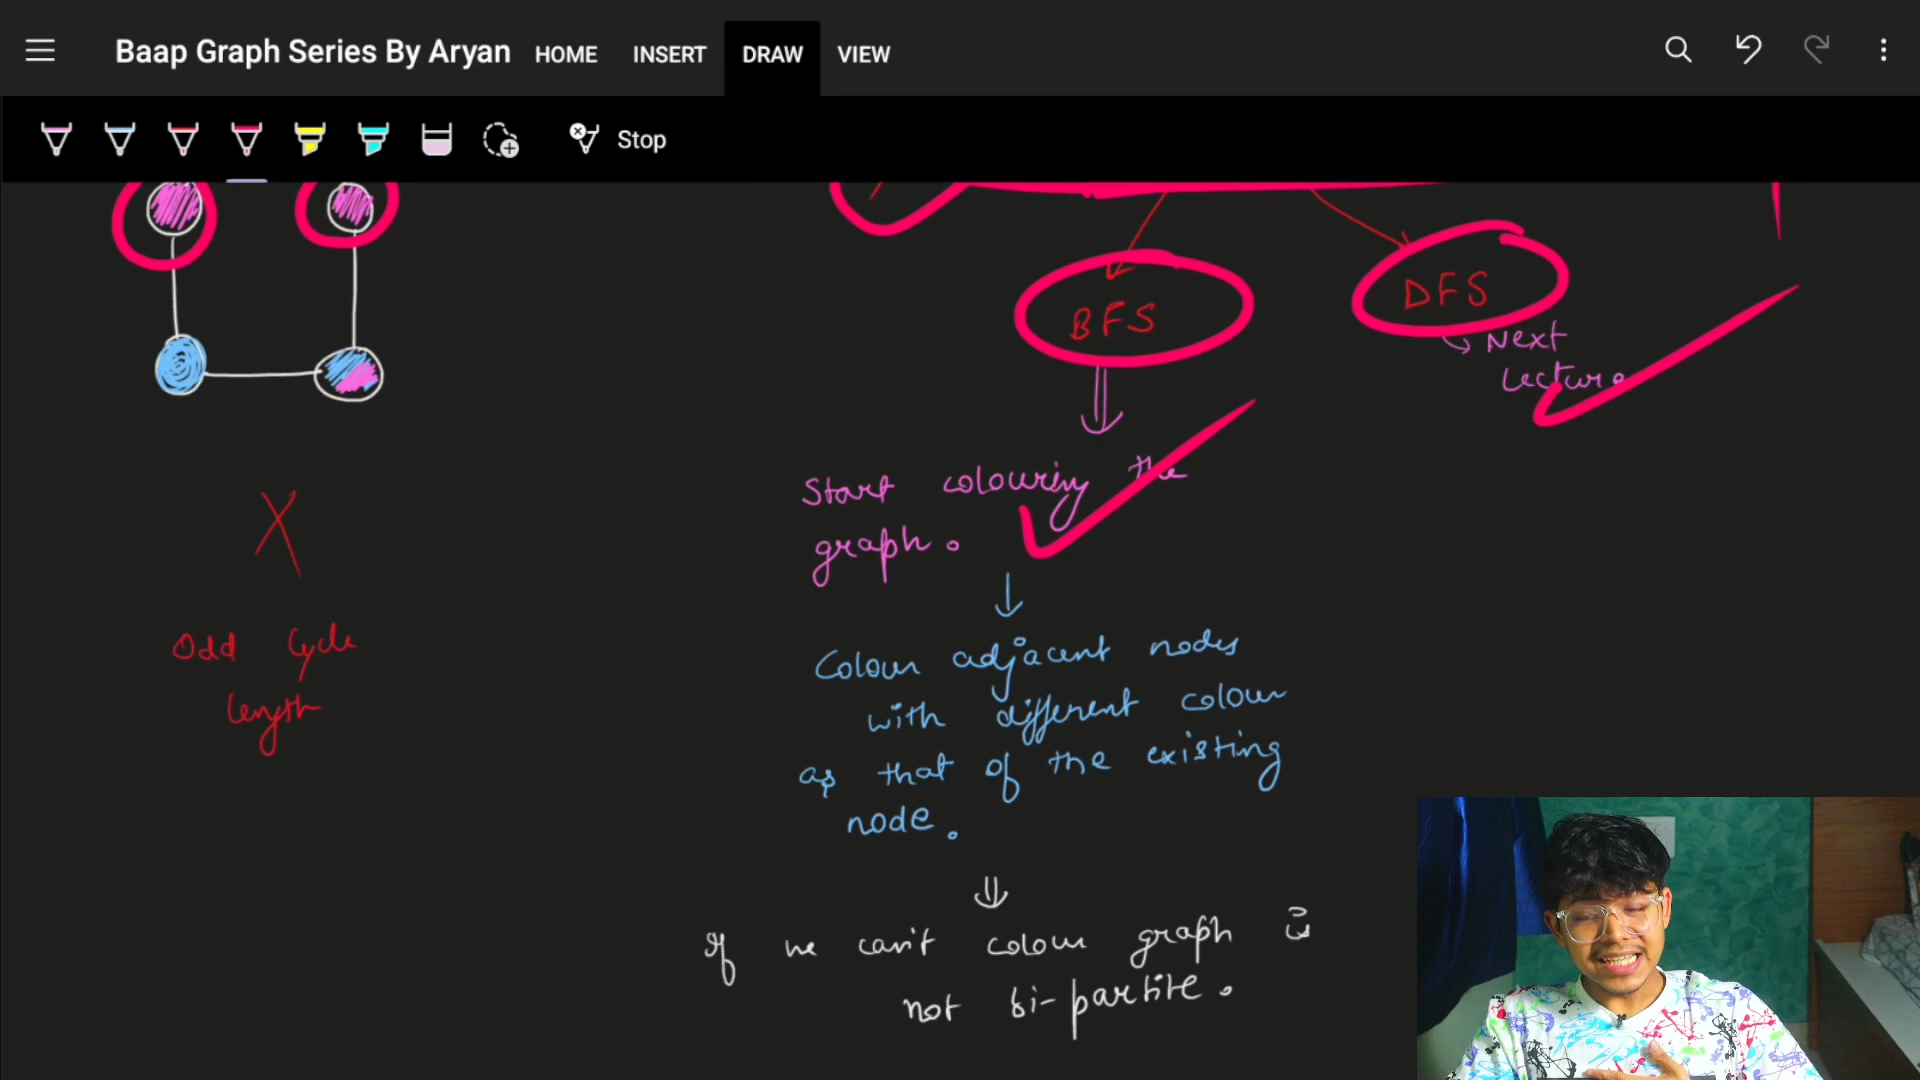 Baap Graph Series By Aryan HOME INSERT DRAW VIEW
Stop
BFS
DFS
Next
Lecture
Start colouring the
graph.
Odd Cycle
length
Colour adjacent nodes
with different colour
as that of the existing
node.
If we can't colour graph is
not bi-partite.